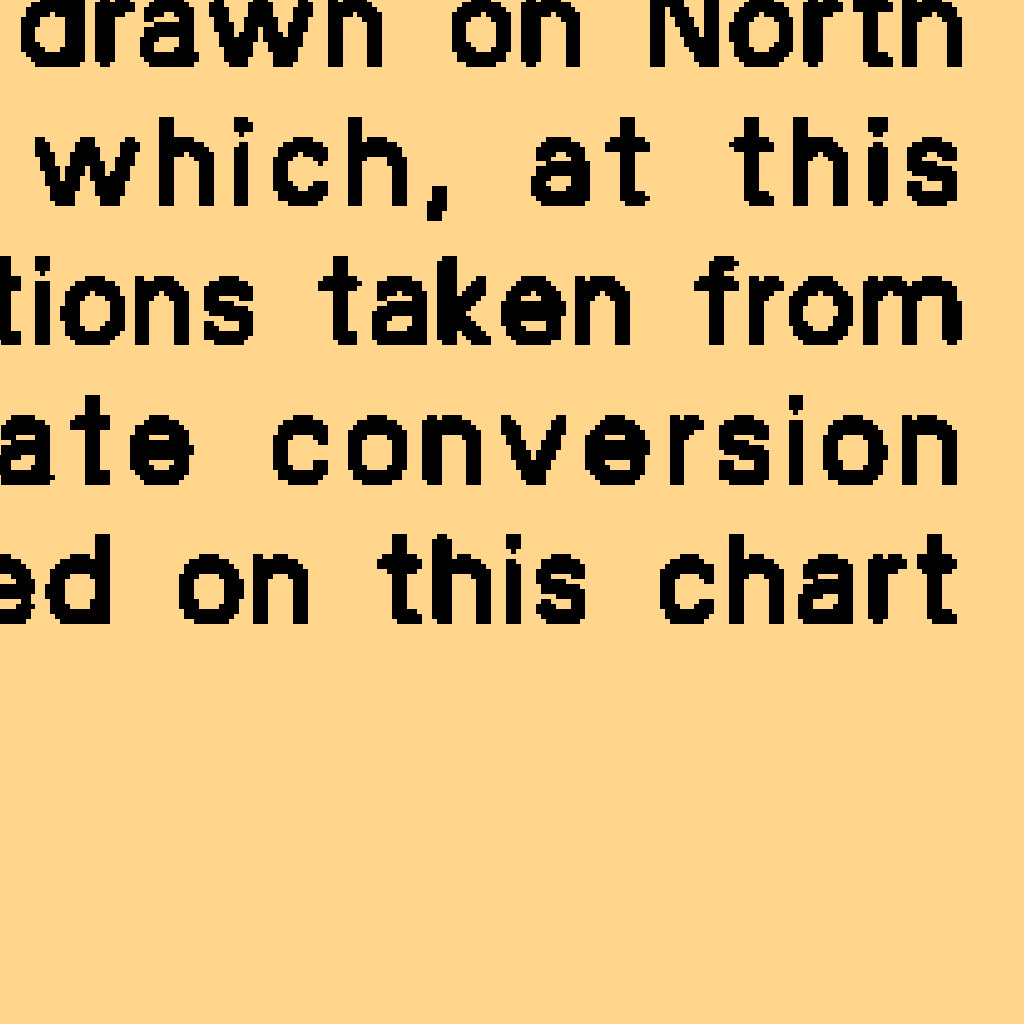 drawn on North
which, at this
tions taken from
ate conversion
ed on this chart